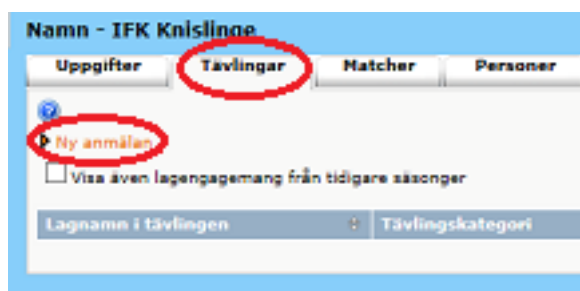 Namn - IFK Knislinge
Uppgifter Tävlingar Matcher Personer
Ny anmälan
Visa även lagengagemang från tidigare säsonger
Lagnamn i tävlingen Tävlingskategori